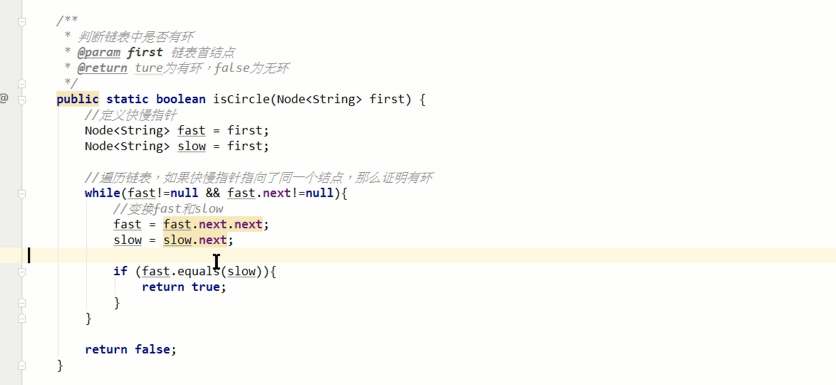 /**
 * 判断链表中是否有环
 * @param first 链表首结点
 * @return ture为有环，false为无环
 */
@
public static boolean isCircle(Node<String> first) {
    //定义快慢指针
    Node<String> fast = first;
    Node<String> slow = first;
    //遍历链表，如果快慢指针指向了同一个结点，那么证明有环
    while(fast!=null && fast.next!=null){
        //变换fast和slow
        fast = fast.next.next;
        slow = slow.next;
        if (fast.equals(slow)){
            return true;
        }
    }
    return false;
}